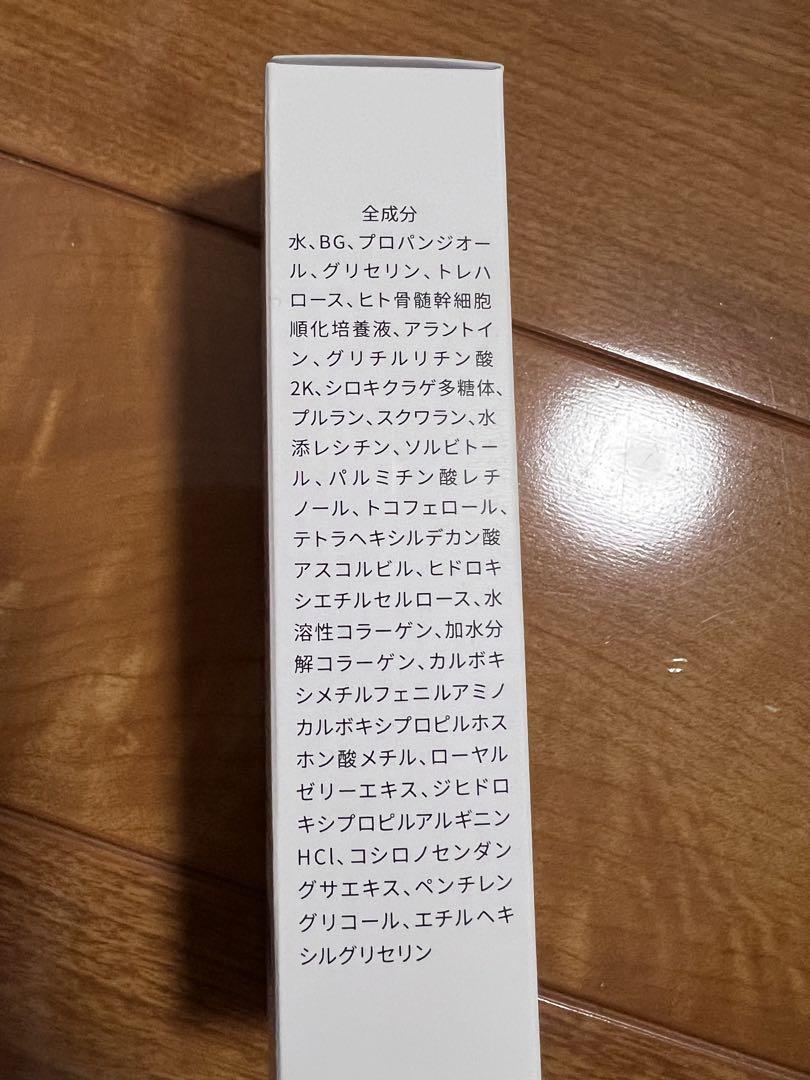 全成分
水、BG、プロパンジオー
ル、グリセリン、トレハ
ロース、ヒト骨髄幹細胞
順化培養液、アラントイ
ン、グリチルリチン酸
2K、シロキクラゲ多糖体、
プルラン、スクワラン、水
添レシチン、ソルビトー
ル、パルミチン酸レチ
ノール、トコフェロール、
テトラヘキシルデカン酸
アスコルビル、ヒドロキ
シエチルセルロース、水
溶性コラーゲン、加水分
解コラーゲン、カルボキ
シメチルフェニルアミノ
カルボキシプロピルホス
ホン酸メチル、ローヤル
ゼリーエキス、ジヒドロ
キシプロピルアルギニン
HCl、コシロノセンダン
グサエキス、ペンチレン
グリコール、エチルヘキ
シルグリセリン